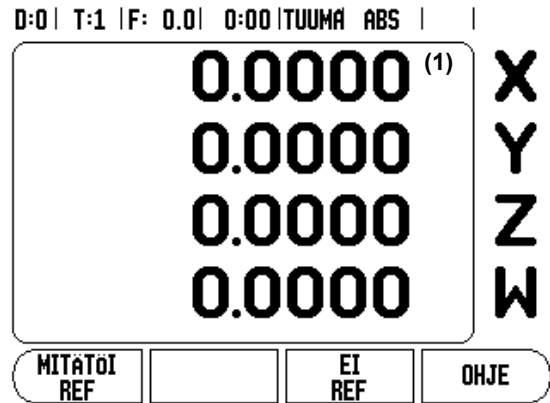 D:0 | T:1 | F: 0.0 | 0:00 | TUUMA ABS | |
0.0000 (1) X
0.0000 Y
0.0000 Z
0.0000 W
MITÄTÖI REF
EI REF
OHJE